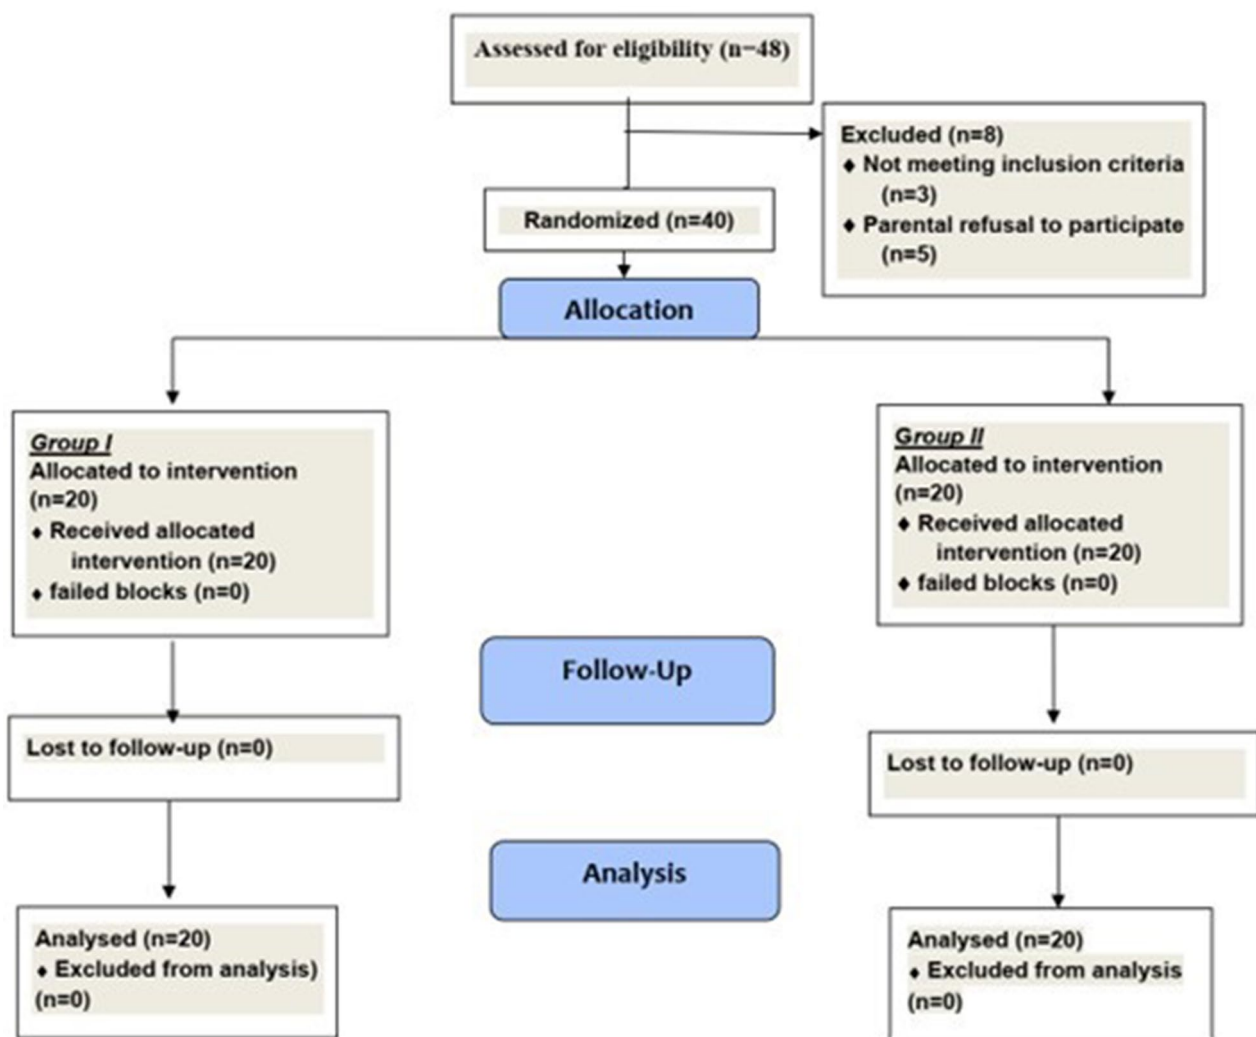 Assessed for eligibility (n=48)
Excluded (n=8)
♦ Not meeting inclusion criteria
(n=3)
♦ Parental refusal to participate
(n=5)
Randomized (n=40)
Allocation
Group I
Allocated to intervention
(n=20)
♦ Received allocated
intervention (n=20)
♦ failed blocks (n=0)
Group II
Allocated to intervention
(n=20)
♦ Received allocated
intervention (n=20)
♦ failed blocks (n=0)
Follow-Up
Lost to follow-up (n=0)
Lost to follow-up (n=0)
Analysis
Analysed (n=20)
♦ Excluded from analysis)
(n=0)
Analysed (n=20)
♦ Excluded from analysis
(n=0)